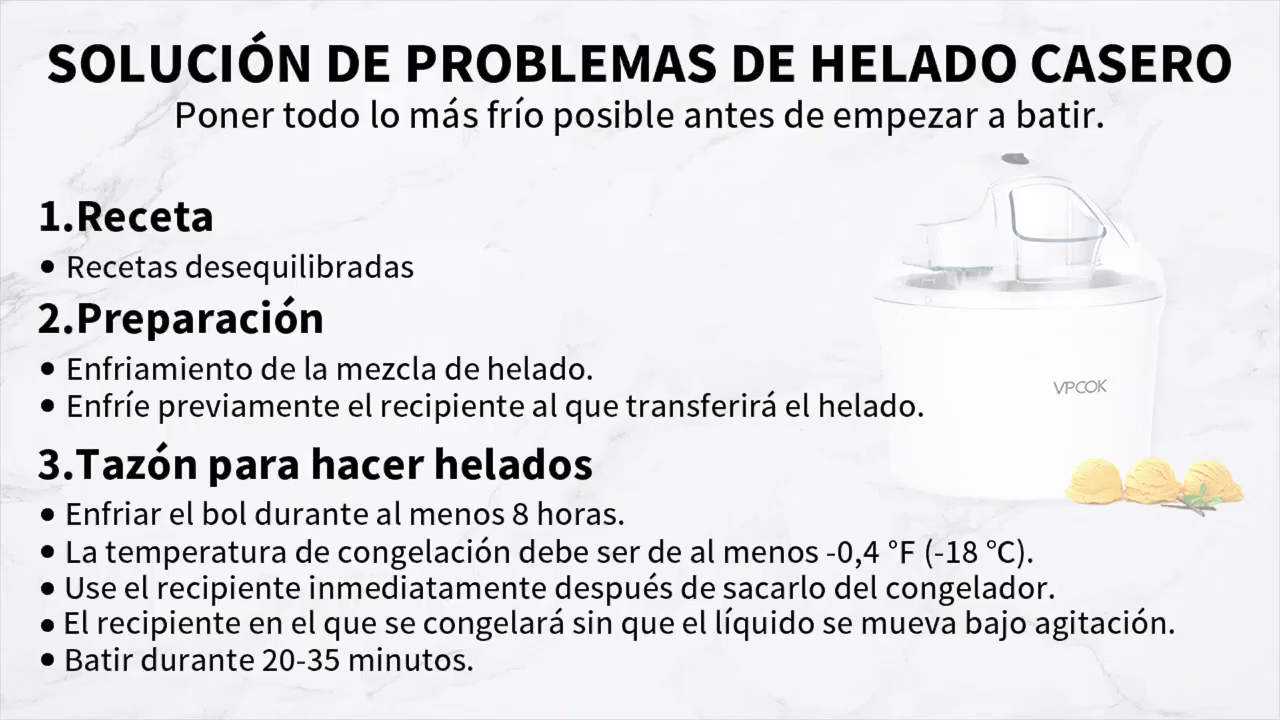 SOLUCIÓN DE PROBLEMAS DE HELADO CASERO
Poner todo lo más frío posible antes de empezar a batir.
1.Receta
• Recetas desequilibradas
2.Preparación
• Enfriamiento de la mezcla de helado.
• Enfríe previamente el recipiente al que transferirá el helado.
VPCOK
3.Tazón para hacer helados
• Enfriar el bol durante al menos 8 horas.
• La temperatura de congelación debe ser de al menos -0,4 °F (-18 °C).
• Use el recipiente inmediatamente después de sacarlo del congelador.
• El recipiente en el que se congelará sin que el líquido se mueva bajo agitación.
• Batir durante 20-35 minutos.